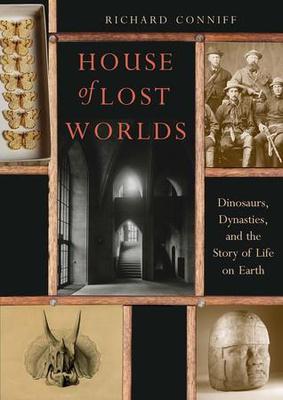 RICHARD CONNIFF
HOUSE
of LOST
WORLDS
Dinosaurs,
Dynasties,
and the
Story of Life
on Earth